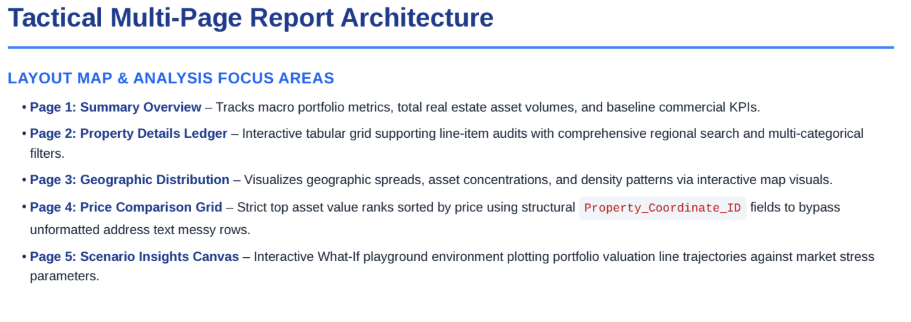 Tactical Multi-Page Report Architecture
LAYOUT MAP & ANALYSIS FOCUS AREAS
• Page 1: Summary Overview – Tracks macro portfolio metrics, total real estate asset volumes, and baseline commercial KPIs.
• Page 2: Property Details Ledger – Interactive tabular grid supporting line-item audits with comprehensive regional search and multi-categorical
filters.
• Page 3: Geographic Distribution – Visualizes geographic spreads, asset concentrations, and density patterns via interactive map visuals.
• Page 4: Price Comparison Grid – Strict top asset value ranks sorted by price using structural Property_Coordinate_ID fields to bypass
unformatted address text messy rows.
• Page 5: Scenario Insights Canvas – Interactive What-If playground environment plotting portfolio valuation line trajectories against market stress
parameters.